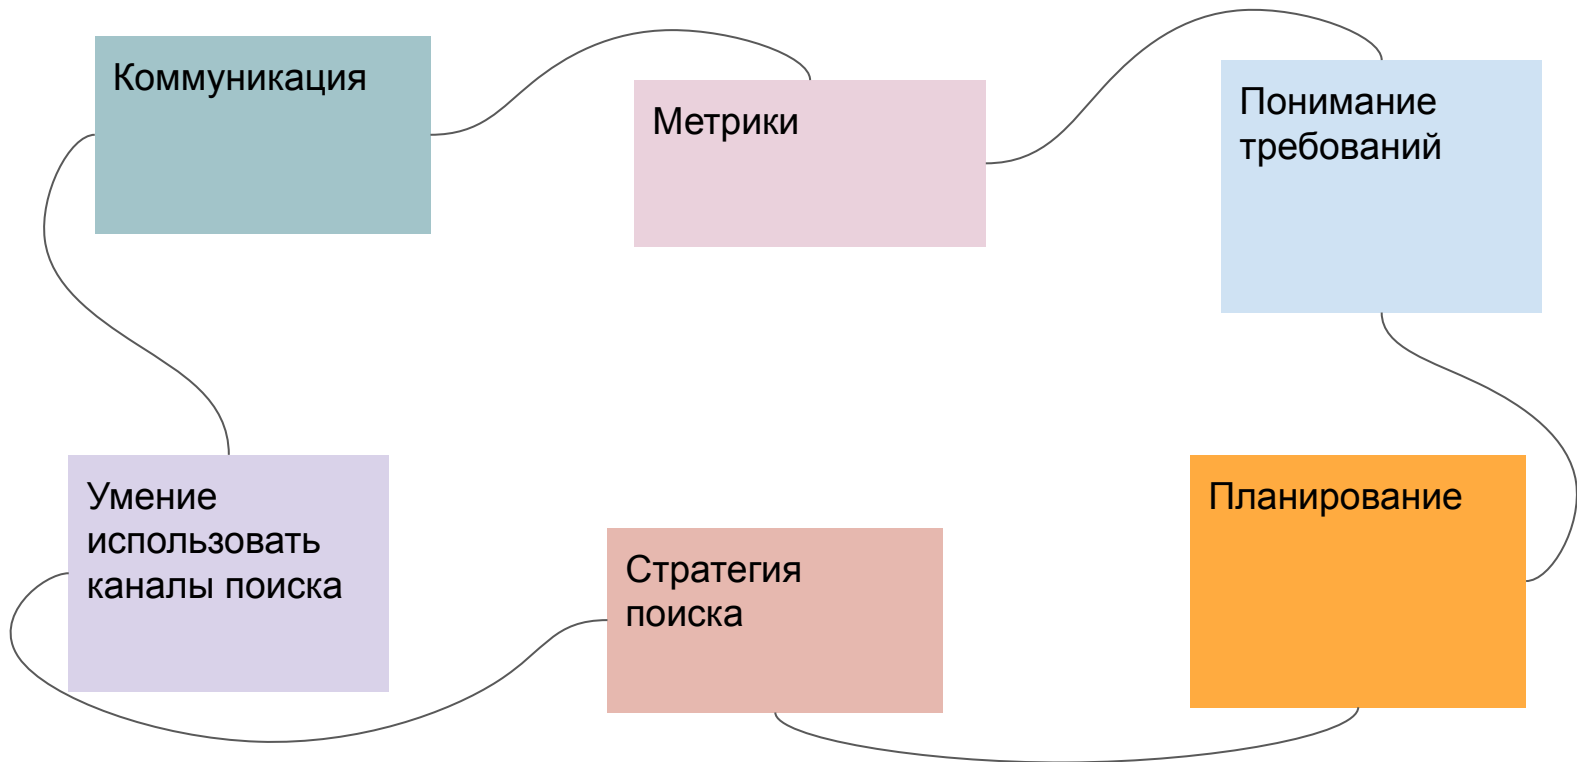 Коммуникация
Метрики
Понимание
требований
Умение
использовать
каналы поиска
Стратегия
поиска
Планирование